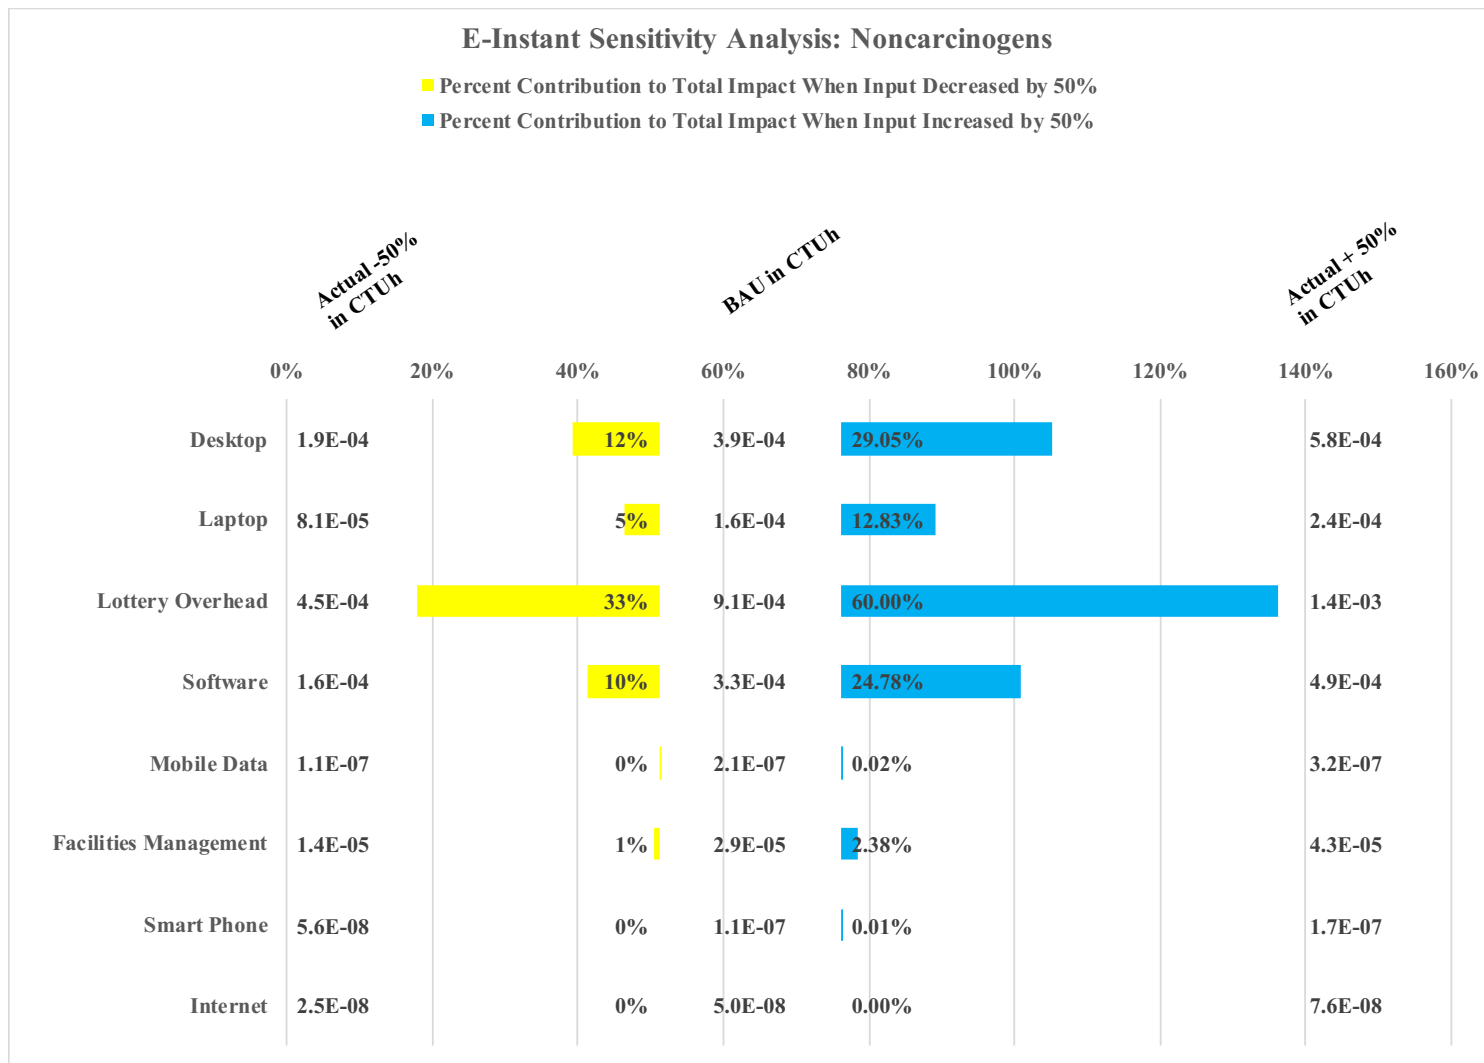 E-Instant Sensitivity Analysis: Noncarcinogens
Percent Contribution to Total Impact When Input Decreased by 50%
Percent Contribution to Total Impact When Input Increased by 50%
Actual -50%
in CTUh
BAU in CTUh
Actual + 50%
in CTUh
0% 20% 40% 60% 80% 100% 120% 140% 160%
Desktop 1.9E-04 12% 3.9E-04 29.05% 5.8E-04
Laptop 8.1E-05 5% 1.6E-04 12.83% 2.4E-04
Lottery Overhead 4.5E-04 33% 9.1E-04 60.00% 1.4E-03
Software 1.6E-04 10% 3.3E-04 24.78% 4.9E-04
Mobile Data 1.1E-07 0% 2.1E-07 0.02% 3.2E-07
Facilities Management 1.4E-05 1% 2.9E-05 2.38% 4.3E-05
Smart Phone 5.6E-08 0% 1.1E-07 0.01% 1.7E-07
Internet 2.5E-08 0% 5.0E-08 0.00% 7.6E-08